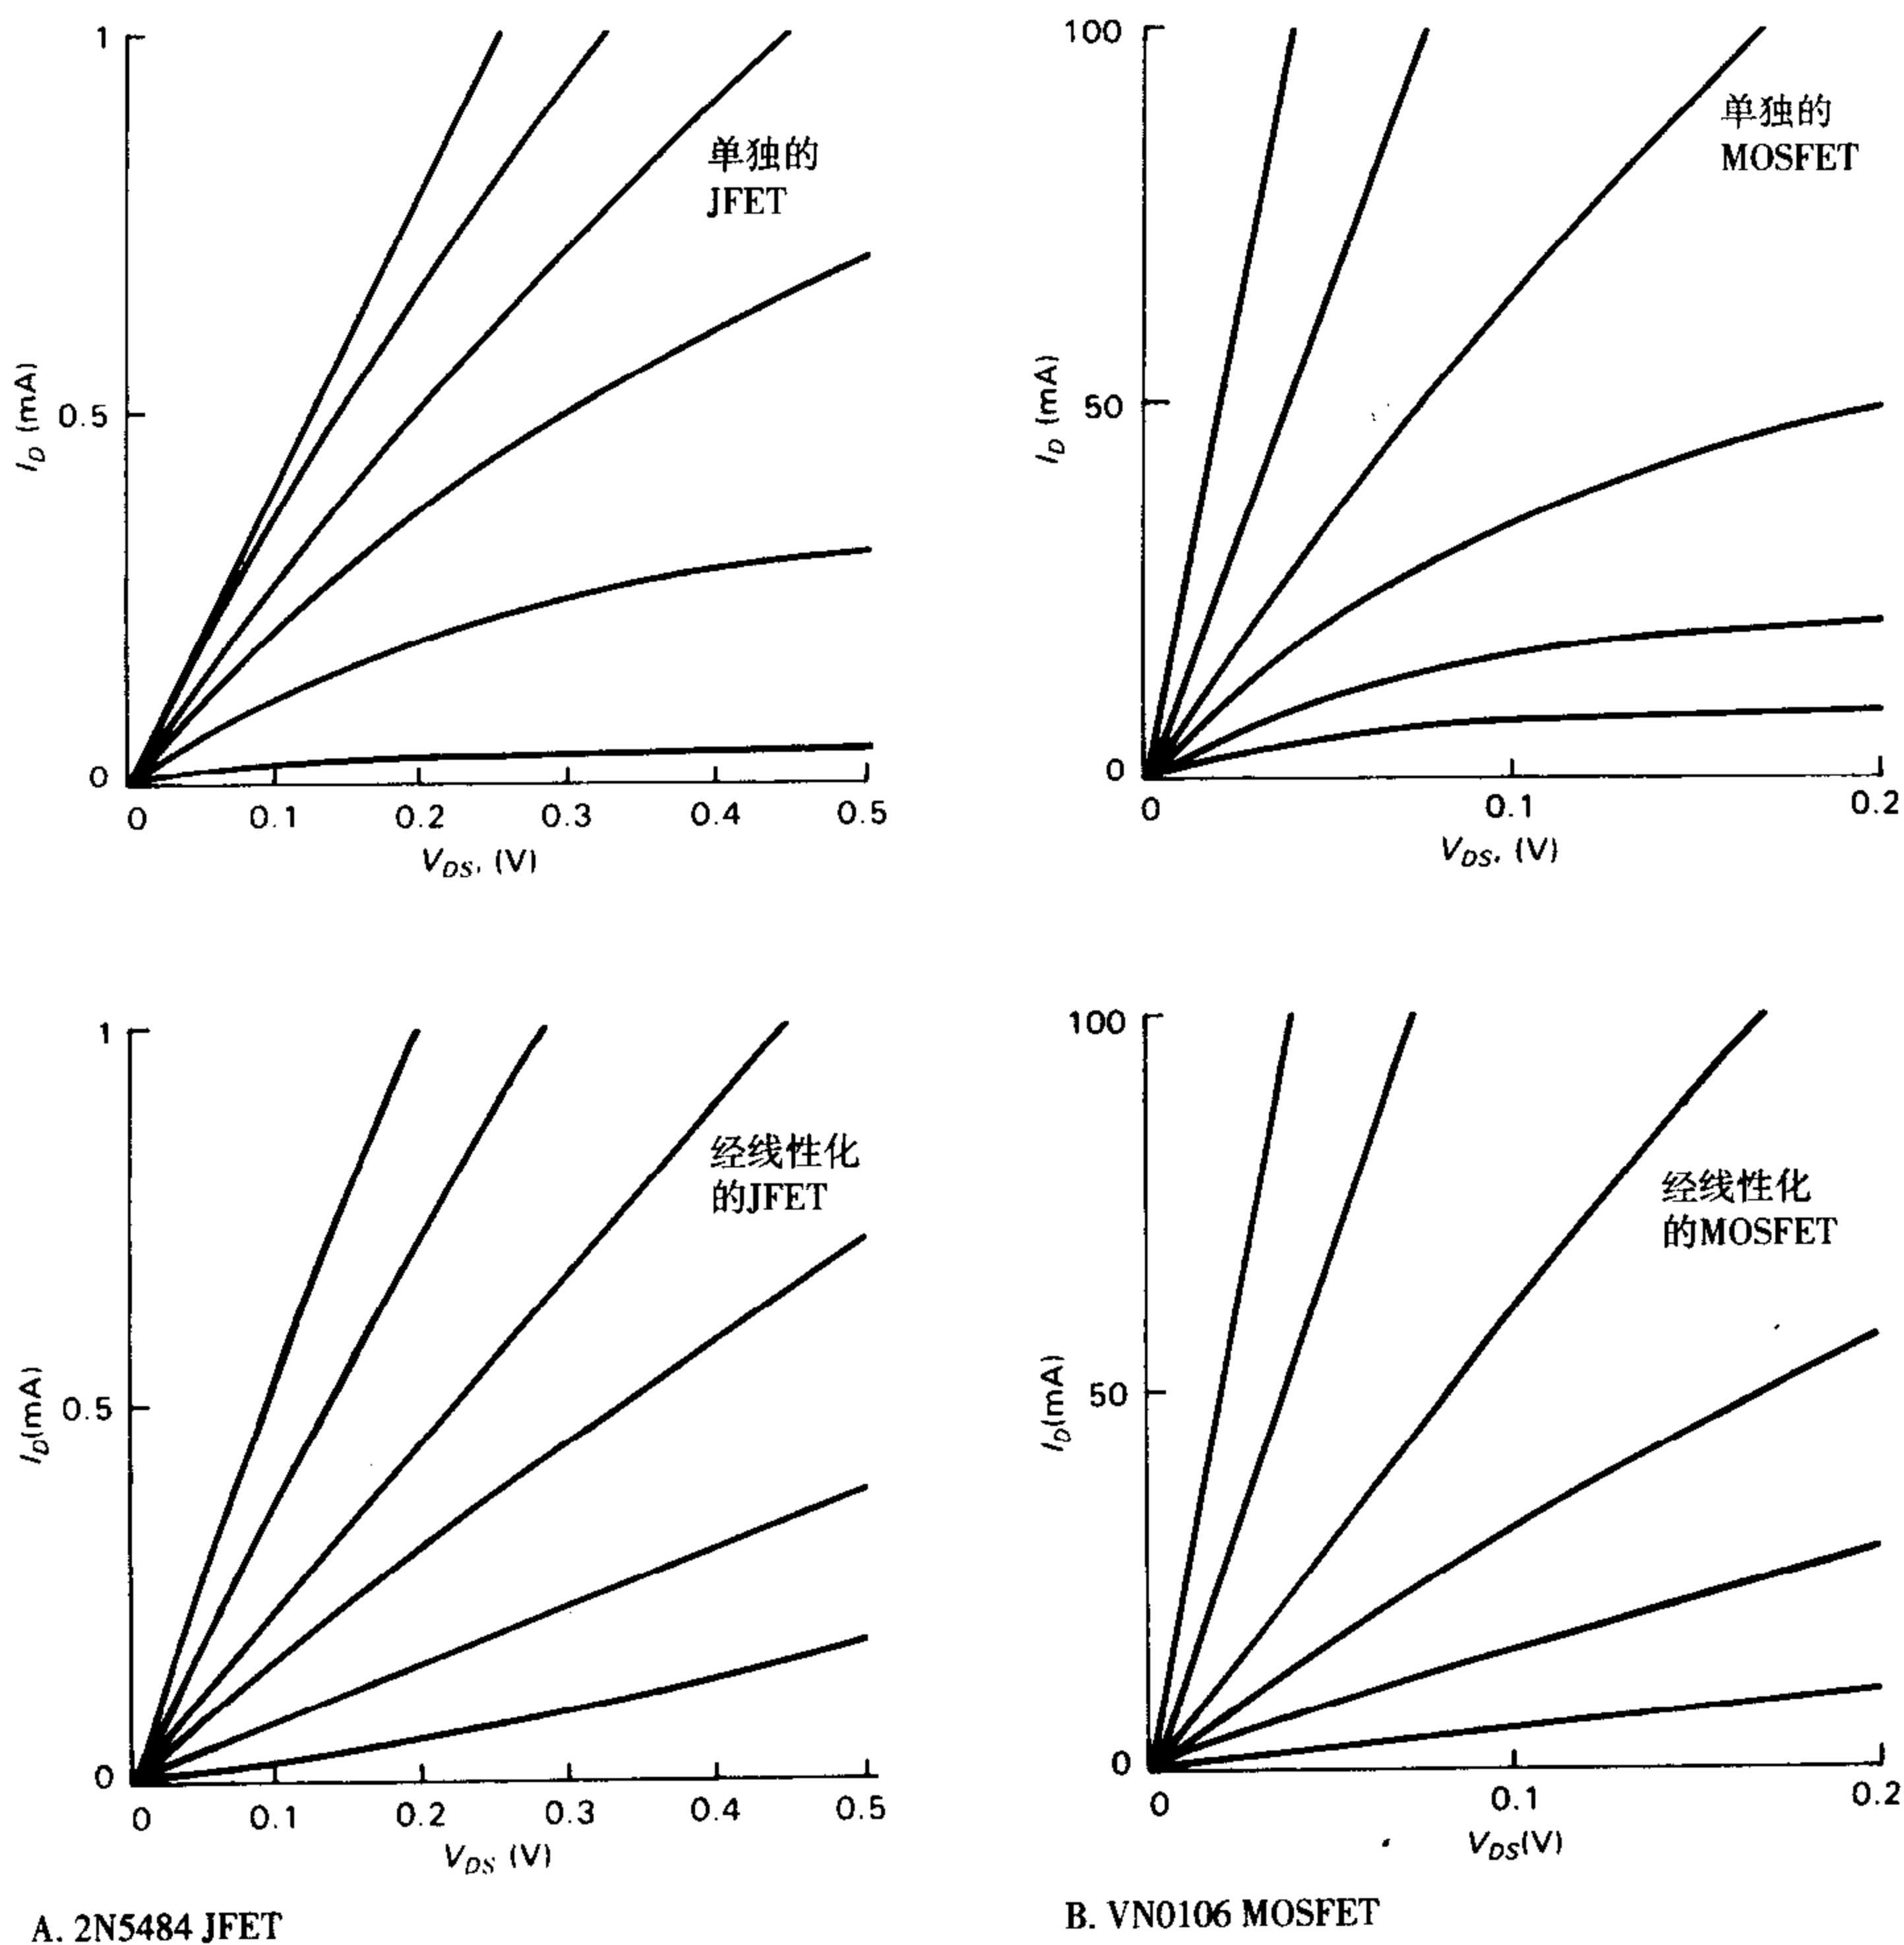 1
0.5
0
I_D (mA)
单独的
JFET
0 0.1 0.2 0.3 0.4 0.5
V_DS, (V)
100
50
0
I_D (mA)
单独的
MOSFET
0 0.1 0.2
V_DS, (V)
1
0.5
0
I_D(mA)
经线性化
的JFET
0 0.1 0.2 0.3 0.4 0.5
V_DS (V)
100
50
0
I_D(mA)
经线性化
的MOSFET
0 0.1 0.2
V_DS(V)
A. 2N5484 JFET
B. VN0106 MOSFET